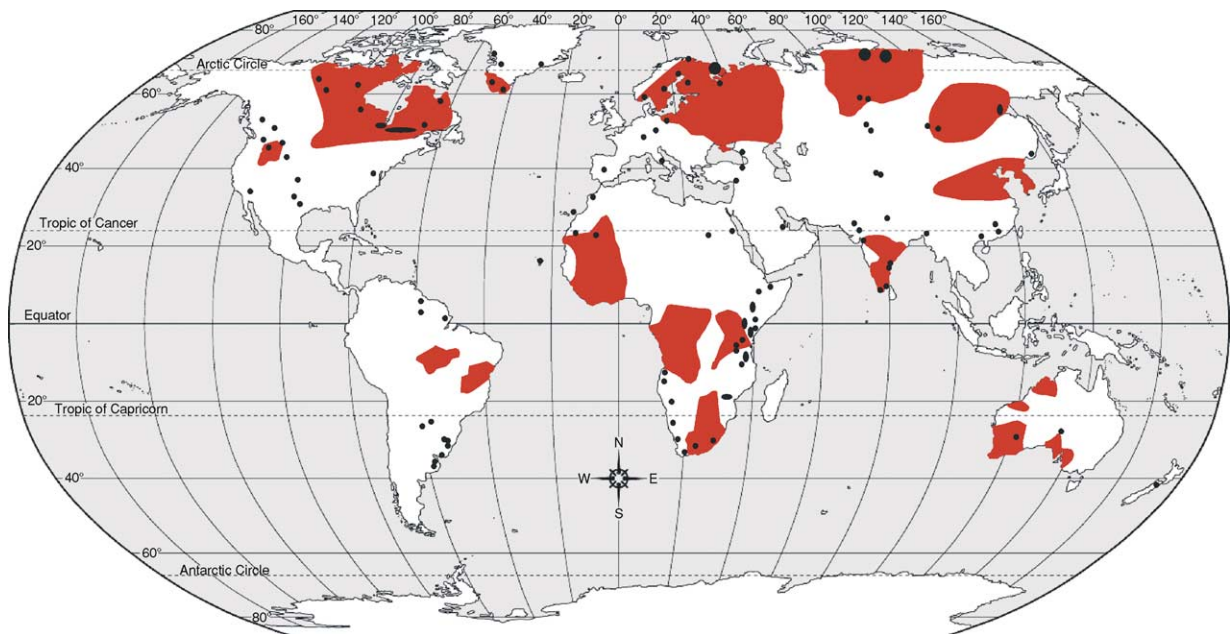 160° 140° 120° 100° 80° 60° 40° 20° 0° 20° 40° 60° 80° 100° 120° 140° 160°
80°
Arctic Circle
60°
40°
Tropic of Cancer
20°
Equator
20°
Tropic of Capricorn
N
W E
S
40°
60°
Antarctic Circle
80°